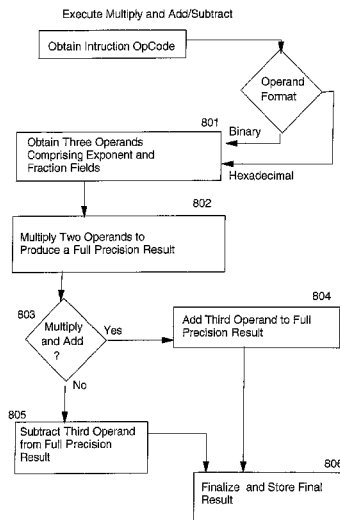 Execute Multiply and Add/Subtract
Obtain Intruction OpCode
Operand
Format
801
Binary
Obtain Three Operands
Comprising Exponent and
Fraction Fields
Hexadecimal
802
Multiply Two Operands to
Produce a Full Precision Result
803
Multiply
and Add
?
Yes
804
Add Third Operand to Full
Precision Result
No
805
Subtract Third Operand
from Full Precision
Result
806
Finalize and Store Final
Result